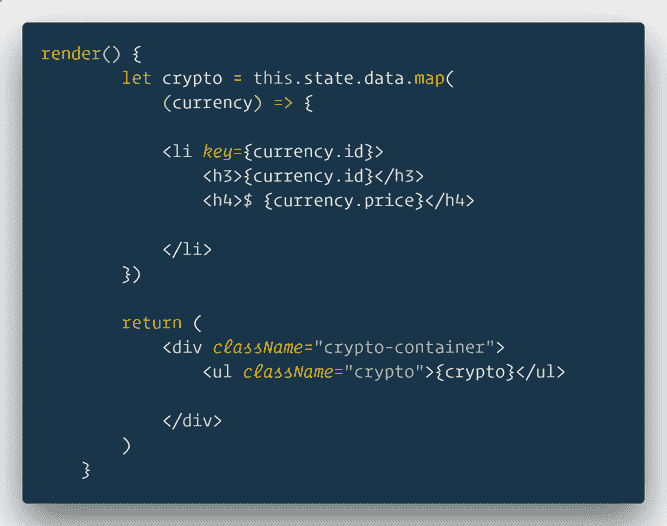 render() {
let crypto = this.state.data.map(
(currency) => {
<li key={currency.id}>
<h3>{currency.id}</h3>
<h4>$ {currency.price}</h4>
</li>
})
return (
<div className="crypto-container">
<ul className="crypto">{crypto}</ul>
</div>
)
}